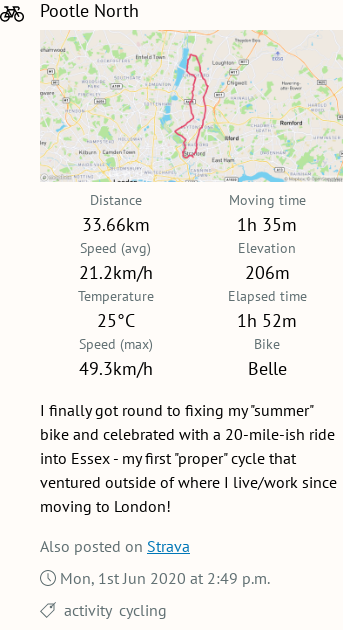 Pootle North
Enfield Town
Loughton
Chigwell
Romford
Ilford
Stratford
East Ham
Kilburn Camden Town
London
Distance
Moving time
33.66km
1h 35m
Speed (avg)
Elevation
21.2km/h
206m
Temperature
Elapsed time
25°C
1h 52m
Speed (max)
Bike
49.3km/h
Belle
I finally got round to fixing my "summer"
bike and celebrated with a 20-mile-ish ride
into Essex - my first "proper" cycle that
ventured outside of where I live/work since
moving to London!
Also posted on Strava
Mon, 1st Jun 2020 at 2:49 p.m.
activity cycling